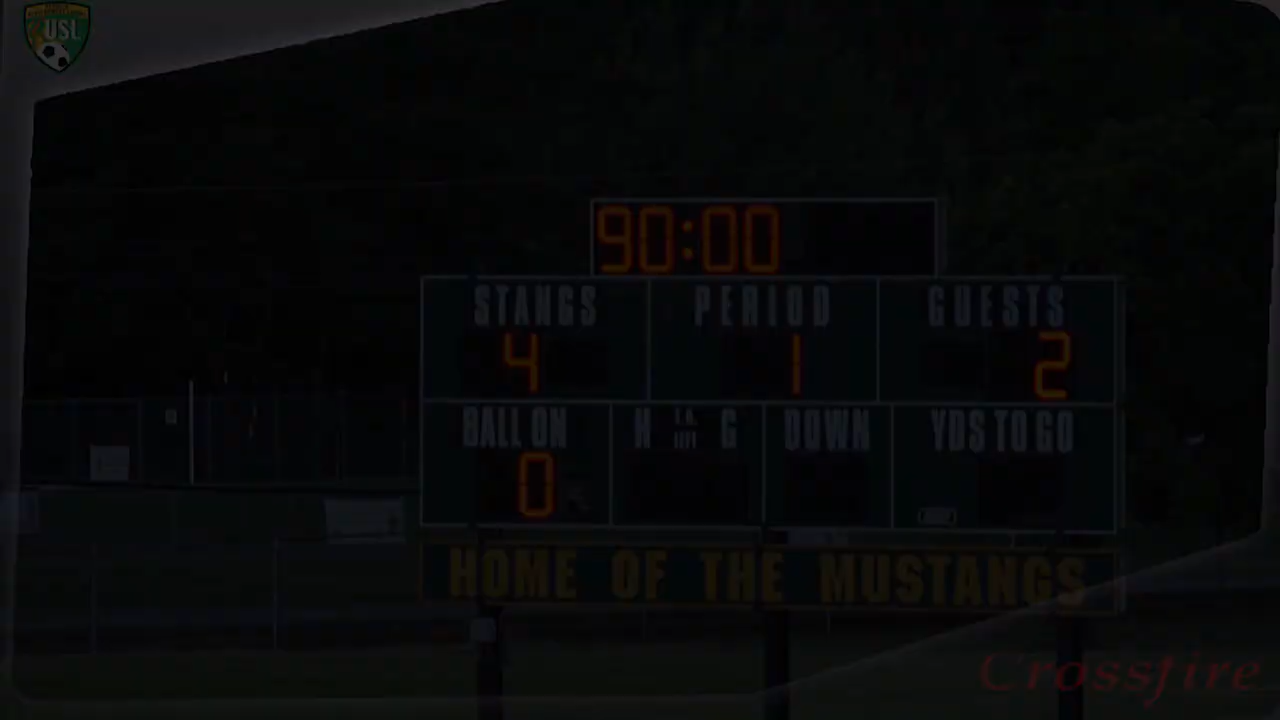 USL
90:00
STANGS PERIOD GUESTS
4 1 2
BALL ON H G DOWN YDS TO GO
0
HOME OF THE MUSTANGS
Crossfire